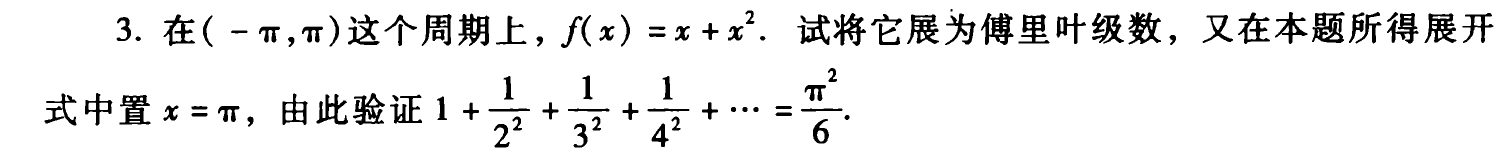 3. 在( - π,π)这个周期上, f(x) = x + x². 试将它展为傅里叶级数, 又在本题所得展开
式中置 x = π, 由此验证 1 + 1/2² + 1/3² + 1/4² + ⋯ = π²/6.